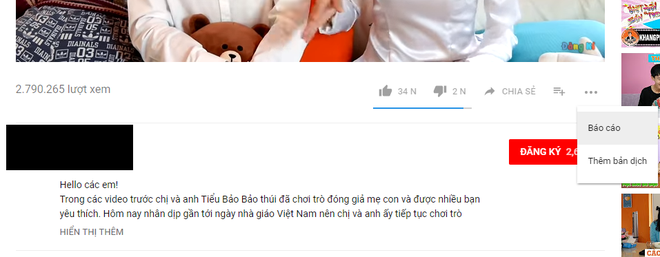 DIAINALS
03
2.790.265 lượt xem
34 N
2 N
CHIA SẺ
Báo cáo
Thêm bản dịch
ĐĂNG KÝ 2,6
Hello các em!
Trong các video trước chị và anh Tiểu Bảo Bảo thúi đã chơi trò đóng giả mẹ con và được nhiều bạn
yêu thích. Hôm nay nhân dịp gần tới ngày nhà giáo Việt Nam nên chị và anh ấy tiếp tục chơi trò
HIỂN THỊ THÊM